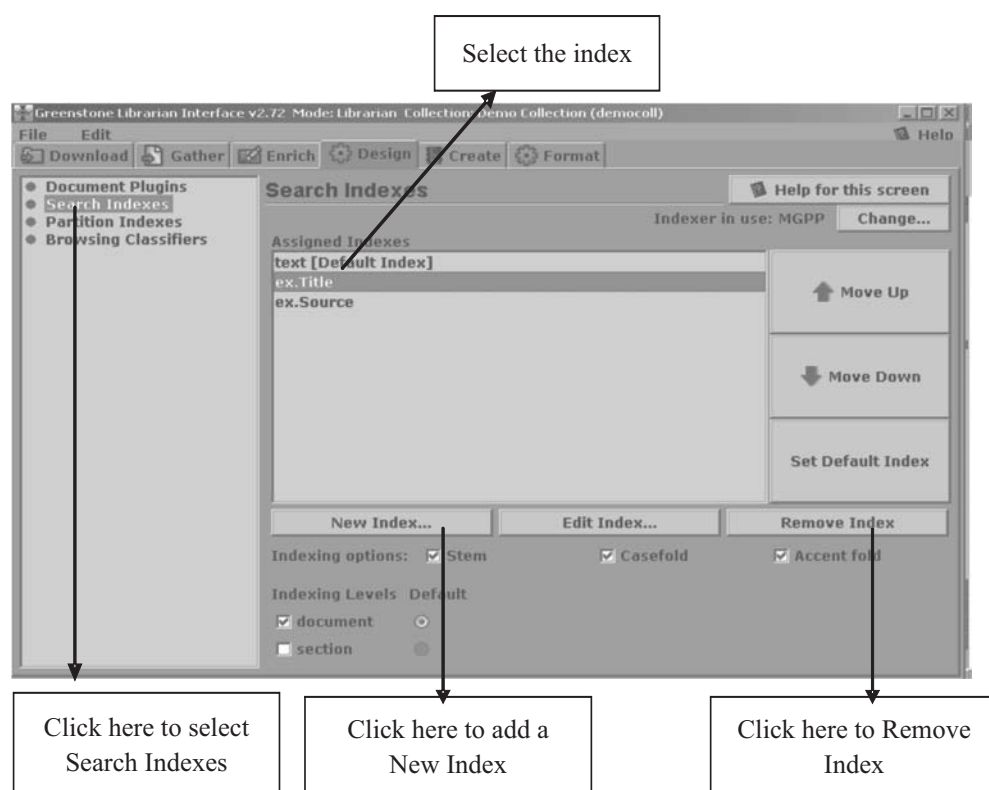 Select the index
Greenstone Librarian Interface v2.72 Mode: Librarian Collection: Demo Collection (democoll)
File Edit
Help
Download Gather Enrich Design Create Format
Document Plugins
Search Indexes
Partition Indexes
Browsing Classifiers
Search Indexes
Help for this screen
Indexer in use: MGPP Change...
Assigned Indexes
text [Default Index]
ex.Title
ex.Source
Move Up
Move Down
Set Default Index
New Index... Edit Index... Remove Index
Indexing options: Stem Casefold Accent fold
Indexing Levels Default
document
section
Click here to select
Search Indexes
Click here to add a
New Index
Click here to Remove
Index